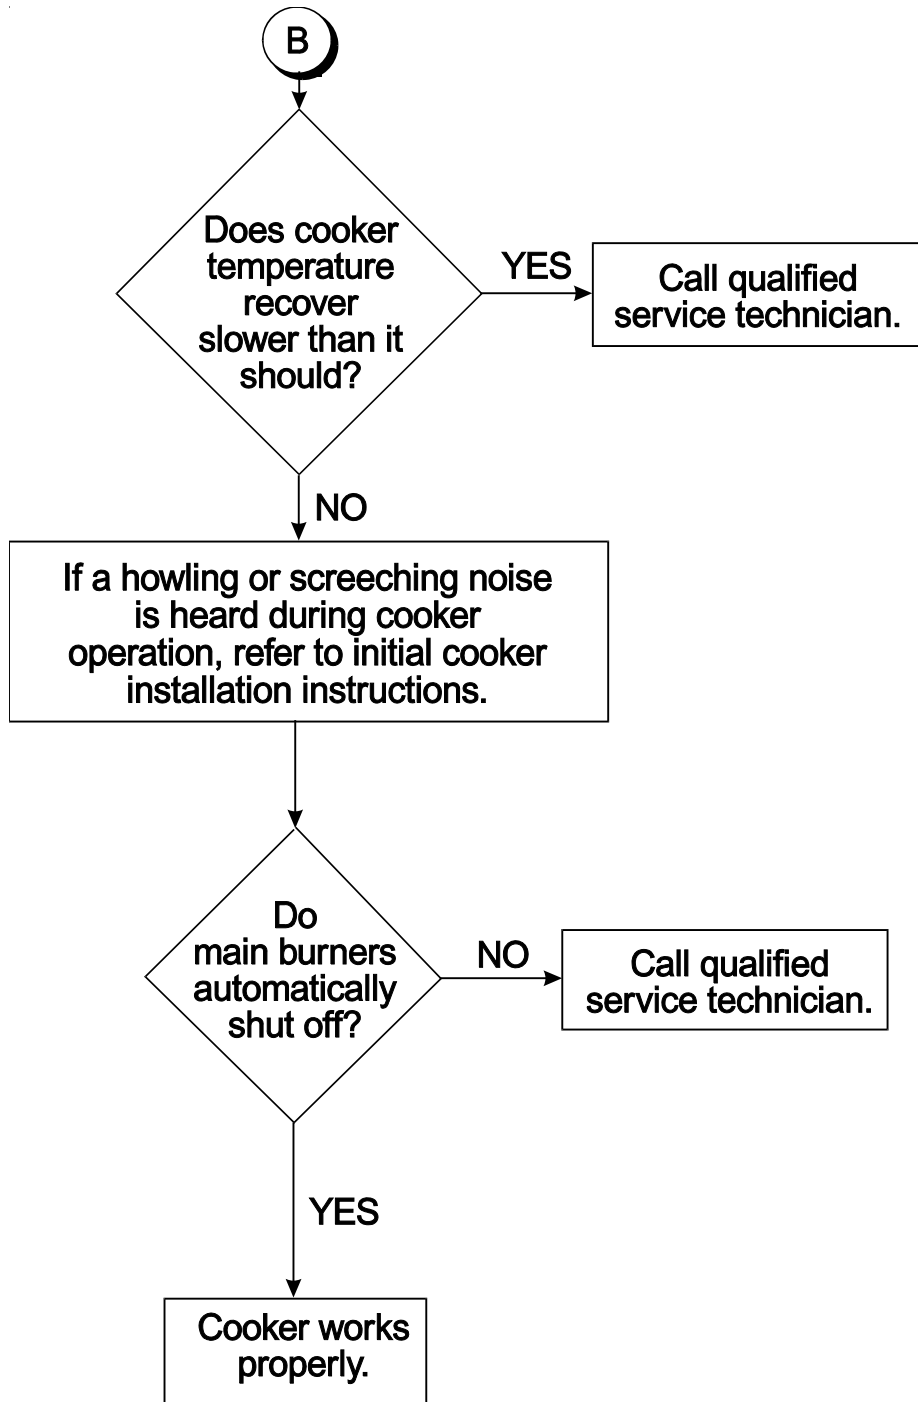 B
Does cooker
temperature
recover
slower than it
should?
YES
Call qualified
service technician.
NO
If a howling or screeching noise
is heard during cooker
operation, refer to initial cooker
installation instructions.
Do
main burners
automatically
shut off?
NO
Call qualified
service technician.
YES
Cooker works
properly.